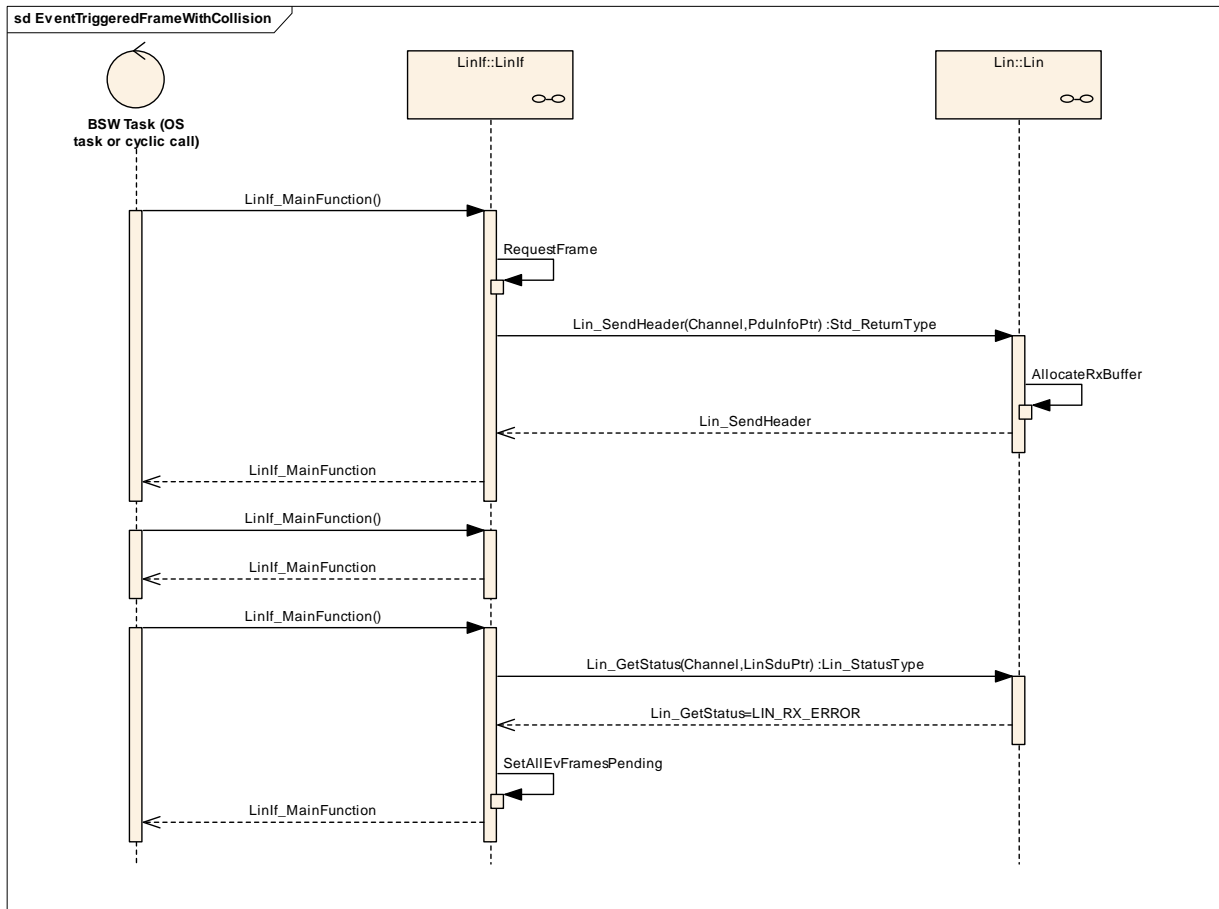 sd EventTriggeredFrameWithCollision
BSW Task (OS
task or cyclic call)
LinIf::LinIf
Lin::Lin
LinIf_MainFunction()
RequestFrame
Lin_SendHeader(Channel,PduInfoPtr) :Std_ReturnType
AllocateRxBuffer
Lin_SendHeader
LinIf_MainFunction
LinIf_MainFunction()
LinIf_MainFunction
LinIf_MainFunction()
Lin_GetStatus(Channel,LinSduPtr) :Lin_StatusType
Lin_GetStatus=LIN_RX_ERROR
SetAllEvFramesPending
LinIf_MainFunction